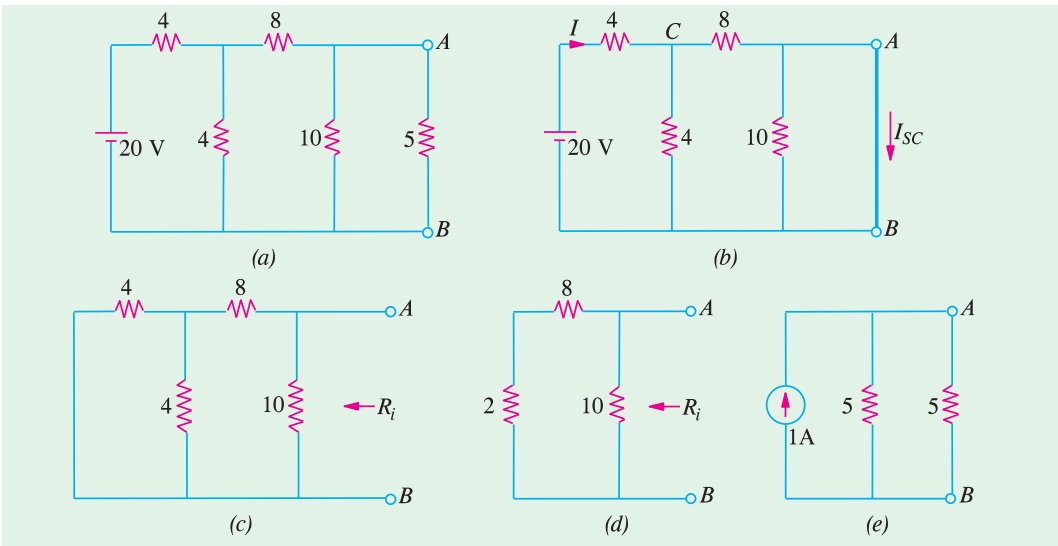 4 8 A
4 10 5
20 V
B
(a)
I 4 C 8 A
4 10 I_SC
20 V
B
(b)
4 8 A
4 10 R_i
B
(c)
8 A
2 10 R_i
B
(d)
A
5 5
1A
B
(e)